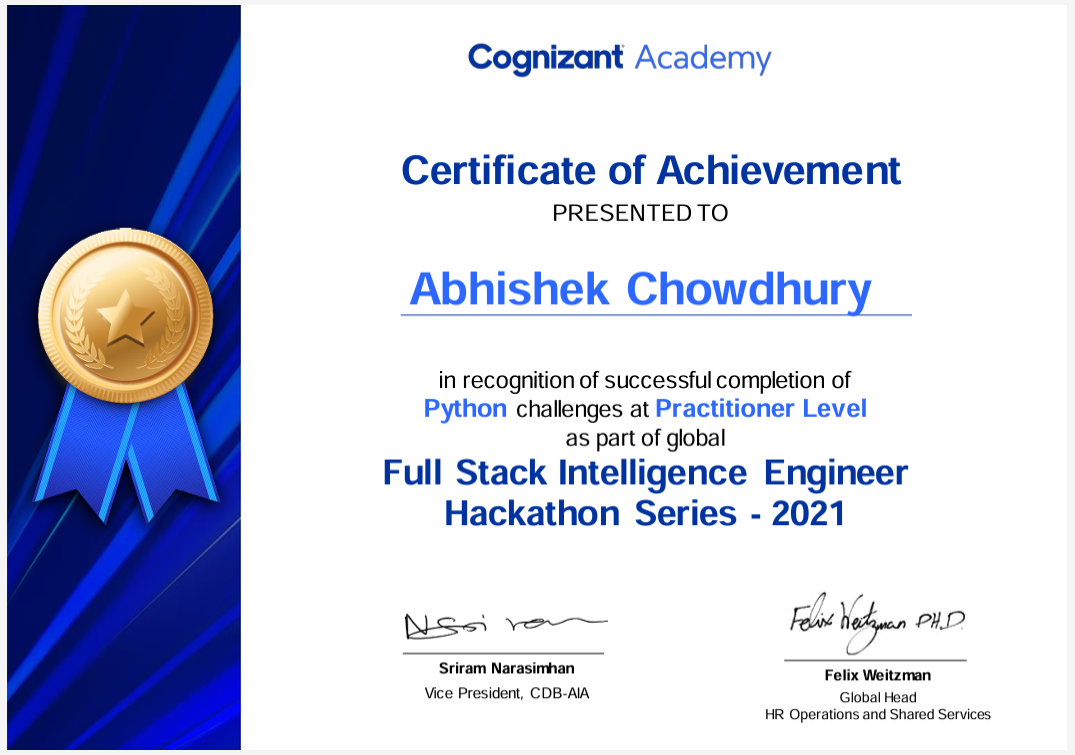 Cognizant Academy
Certificate of Achievement
PRESENTED TO
Abhishek Chowdhury
in recognition of successful completion of
Python challenges at Practitioner Level
as part of global
Full Stack Intelligence Engineer
Hackathon Series - 2021
Felix Weitzman PH.D.
Sriram Narasimhan
Vice President, CDB-AIA
Felix Weitzman
Global Head
HR Operations and Shared Services